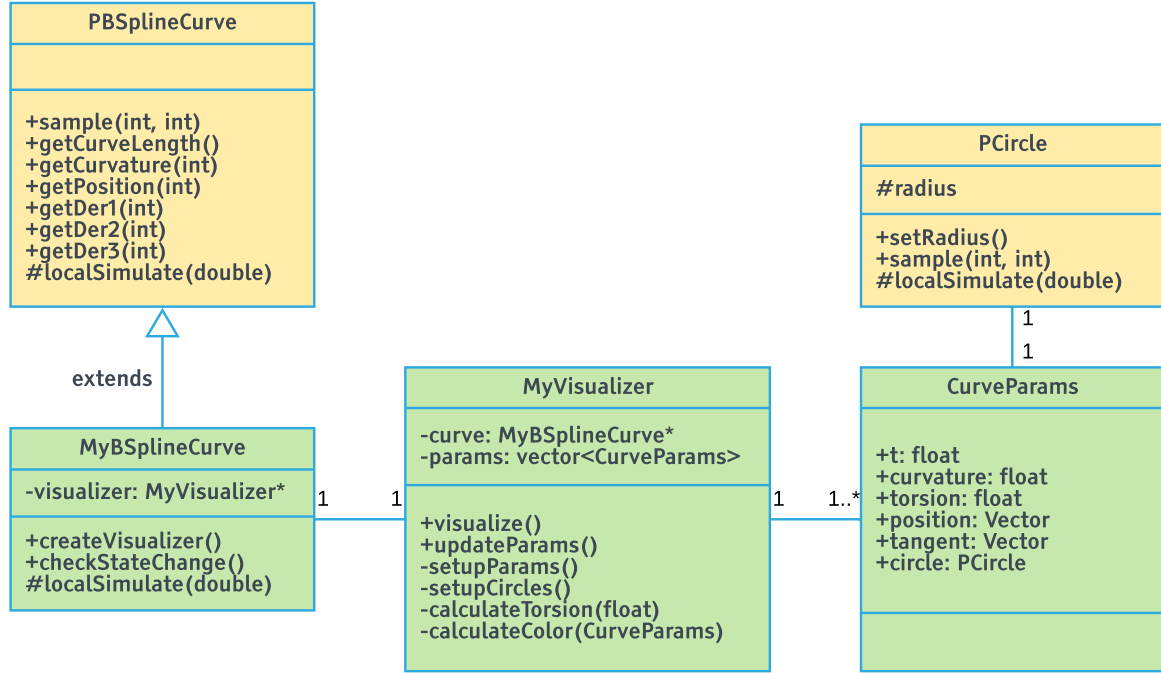 PBSplineCurve
+sample(int, int)
+getCurveLength()
+getCurvature(int)
+getPosition(int)
+getDer1(int)
+getDer2(int)
+getDer3(int)
#localSimulate(double)
PCircle
#radius
+setRadius()
+sample(int, int)
#localSimulate(double)
1
1
extends
MyBSplineCurve
-visualizer: MyVisualizer*
+createVisualizer()
+checkStateChange()
#localSimulate(double)
1
1
MyVisualizer
-curve: MyBSplineCurve*
-params: vector<CurveParams>
+visualize()
+updateParams()
-setupParams()
-setupCircles()
-calculateTorsion(float)
-calculateColor(CurveParams)
1
1..*
CurveParams
+t: float
+curvature: float
+torsion: float
+position: Vector
+tangent: Vector
+circle: PCircle